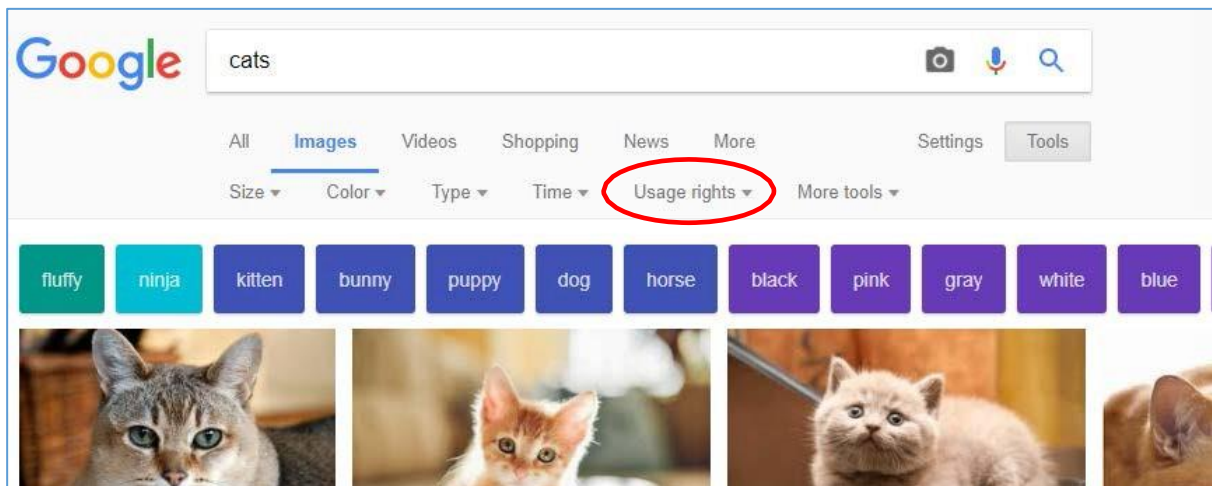 Google cats
All Images Videos Shopping News More Settings Tools
Size Color Type Time Usage rights More tools
fluffy ninja kitten bunny puppy dog horse black pink gray white blue